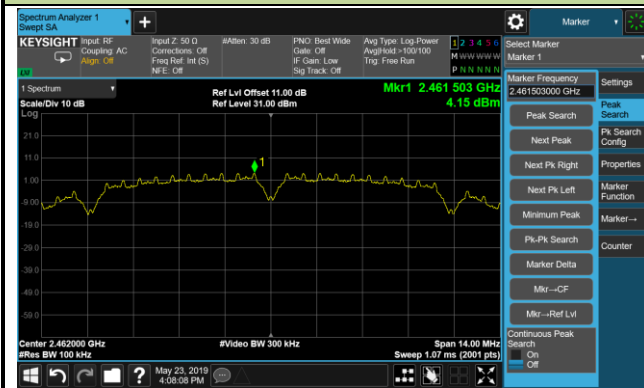 Spectrum Analyzer 1
Swept SA
+
Marker
KEYSIGHT
Input: RF
Coupling: AC
Align: Off
Input Z: 50 Ω
Corrections: Off
Freq Ref: Int (S)
NFE: Off
#Atten: 30 dB
PNO: Best Wide
Gate: Off
IF Gain: Low
Sig Track: Off
Avg Type: Log-Power
Avg|Hold:>100/100
Trig: Free Run
1 2 3 4 5 6
M W W W W W
P N N N N N
Select Marker
Marker 1
LXI
1 Spectrum
Scale/Div 10 dB
Log
Ref Lvl Offset 11.00 dB
Ref Level 31.00 dBm
Mkr1 2.461 503 GHz
4.15 dBm
21.0
11.0
1.00
-9.00
-19.0
-29.0
-39.0
-49.0
-59.0
1
Center 2.462000 GHz
#Res BW 100 kHz
#Video BW 300 kHz
Span 14.00 MHz
Sweep 1.07 ms (2001 pts)
Marker Frequency
2.461503000 GHz
Peak Search
Next Peak
Next Pk Right
Next Pk Left
Minimum Peak
Pk-Pk Search
Marker Delta
Mkr→CF
Mkr→Ref Lvl
Continuous Peak
Search
On
Off
Settings
Peak
Search
Pk Search
Config
Properties
Marker
Function
Marker→
Counter
?
May 23, 2019
4:08:08 PM